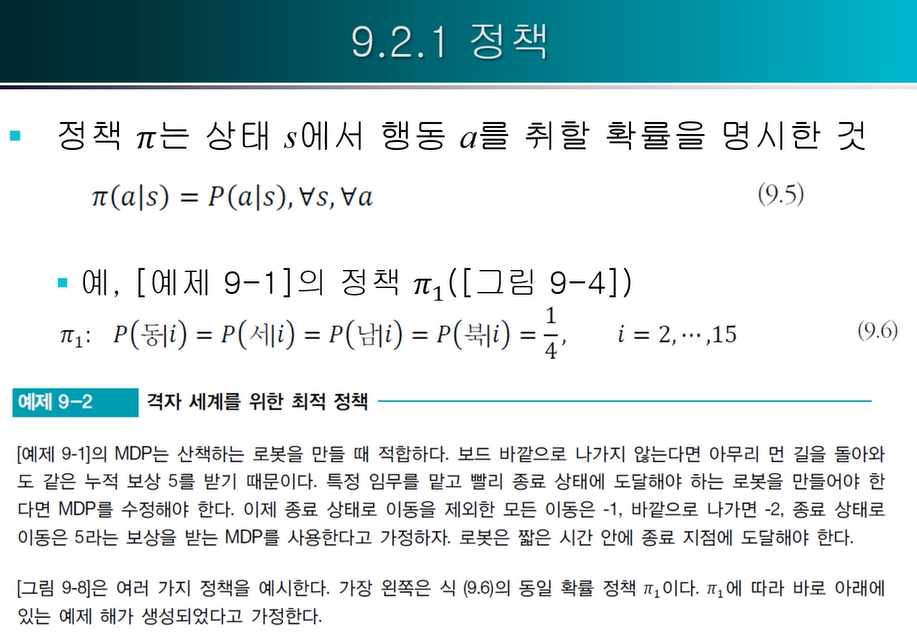 9.2.1 정책
정책 π는 상태 s에서 행동 a를 취할 확률을 명시한 것
π(a|s) = P(a|s), ∀s, ∀a (9.5)
예, [예제 9-1]의 정책 π₁([그림 9-4])
π₁: P(동|i) = P(세|i) = P(남|i) = P(북|i) = 1/4, i = 2, ⋯ ,15 (9.6)
예제 9-2 격자 세계를 위한 최적 정책
[예제 9-1]의 MDP는 산책하는 로봇을 만들 때 적합하다. 보드 바깥으로 나가지 않는다면 아무리 먼 길을 돌아와
도 같은 누적 보상 5를 받기 때문이다. 특정 임무를 맡고 빨리 종료 상태에 도달해야 하는 로봇을 만들어야 한
다면 MDP를 수정해야 한다. 이제 종료 상태로 이동을 제외한 모든 이동은 -1, 바깥으로 나가면 -2, 종료 상태로
이동은 5라는 보상을 받는 MDP를 사용한다고 가정하자. 로봇은 짧은 시간 안에 종료 지점에 도달해야 한다.
[그림 9-8]은 여러 가지 정책을 예시한다. 가장 왼쪽은 식 (9.6)의 동일 확률 정책 π₁이다. π₁에 따라 바로 아래에
있는 예제 해가 생성되었다고 가정한다.